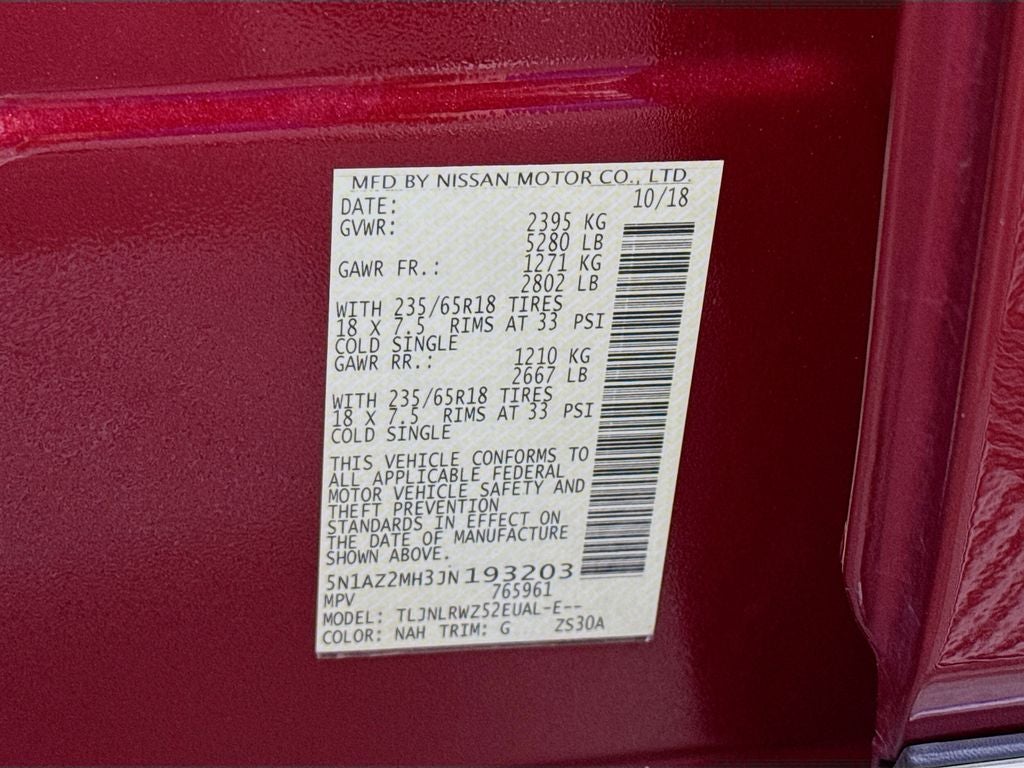 MFD BY NISSAN MOTOR CO., LTD.
DATE: 10/18
GVWR: 2395 KG
5280 LB
GAWR FR.: 1271 KG
2802 LB
WITH 235/65R18 TIRES
18 X 7.5 RIMS AT 33 PSI
COLD SINGLE
GAWR RR.: 1210 KG
2667 LB
WITH 235/65R18 TIRES
18 X 7.5 RIMS AT 33 PSI
COLD SINGLE
THIS VEHICLE CONFORMS TO
ALL APPLICABLE FEDERAL
MOTOR VEHICLE SAFETY AND
THEFT PREVENTION
STANDARDS IN EFFECT ON
THE DATE OF MANUFACTURE
SHOWN ABOVE.
5N1AZ2MH3JN193203
MPV 765961
MODEL: TLJNLRWZ52EUAL-E--
COLOR: NAH TRIM: G ZS30A